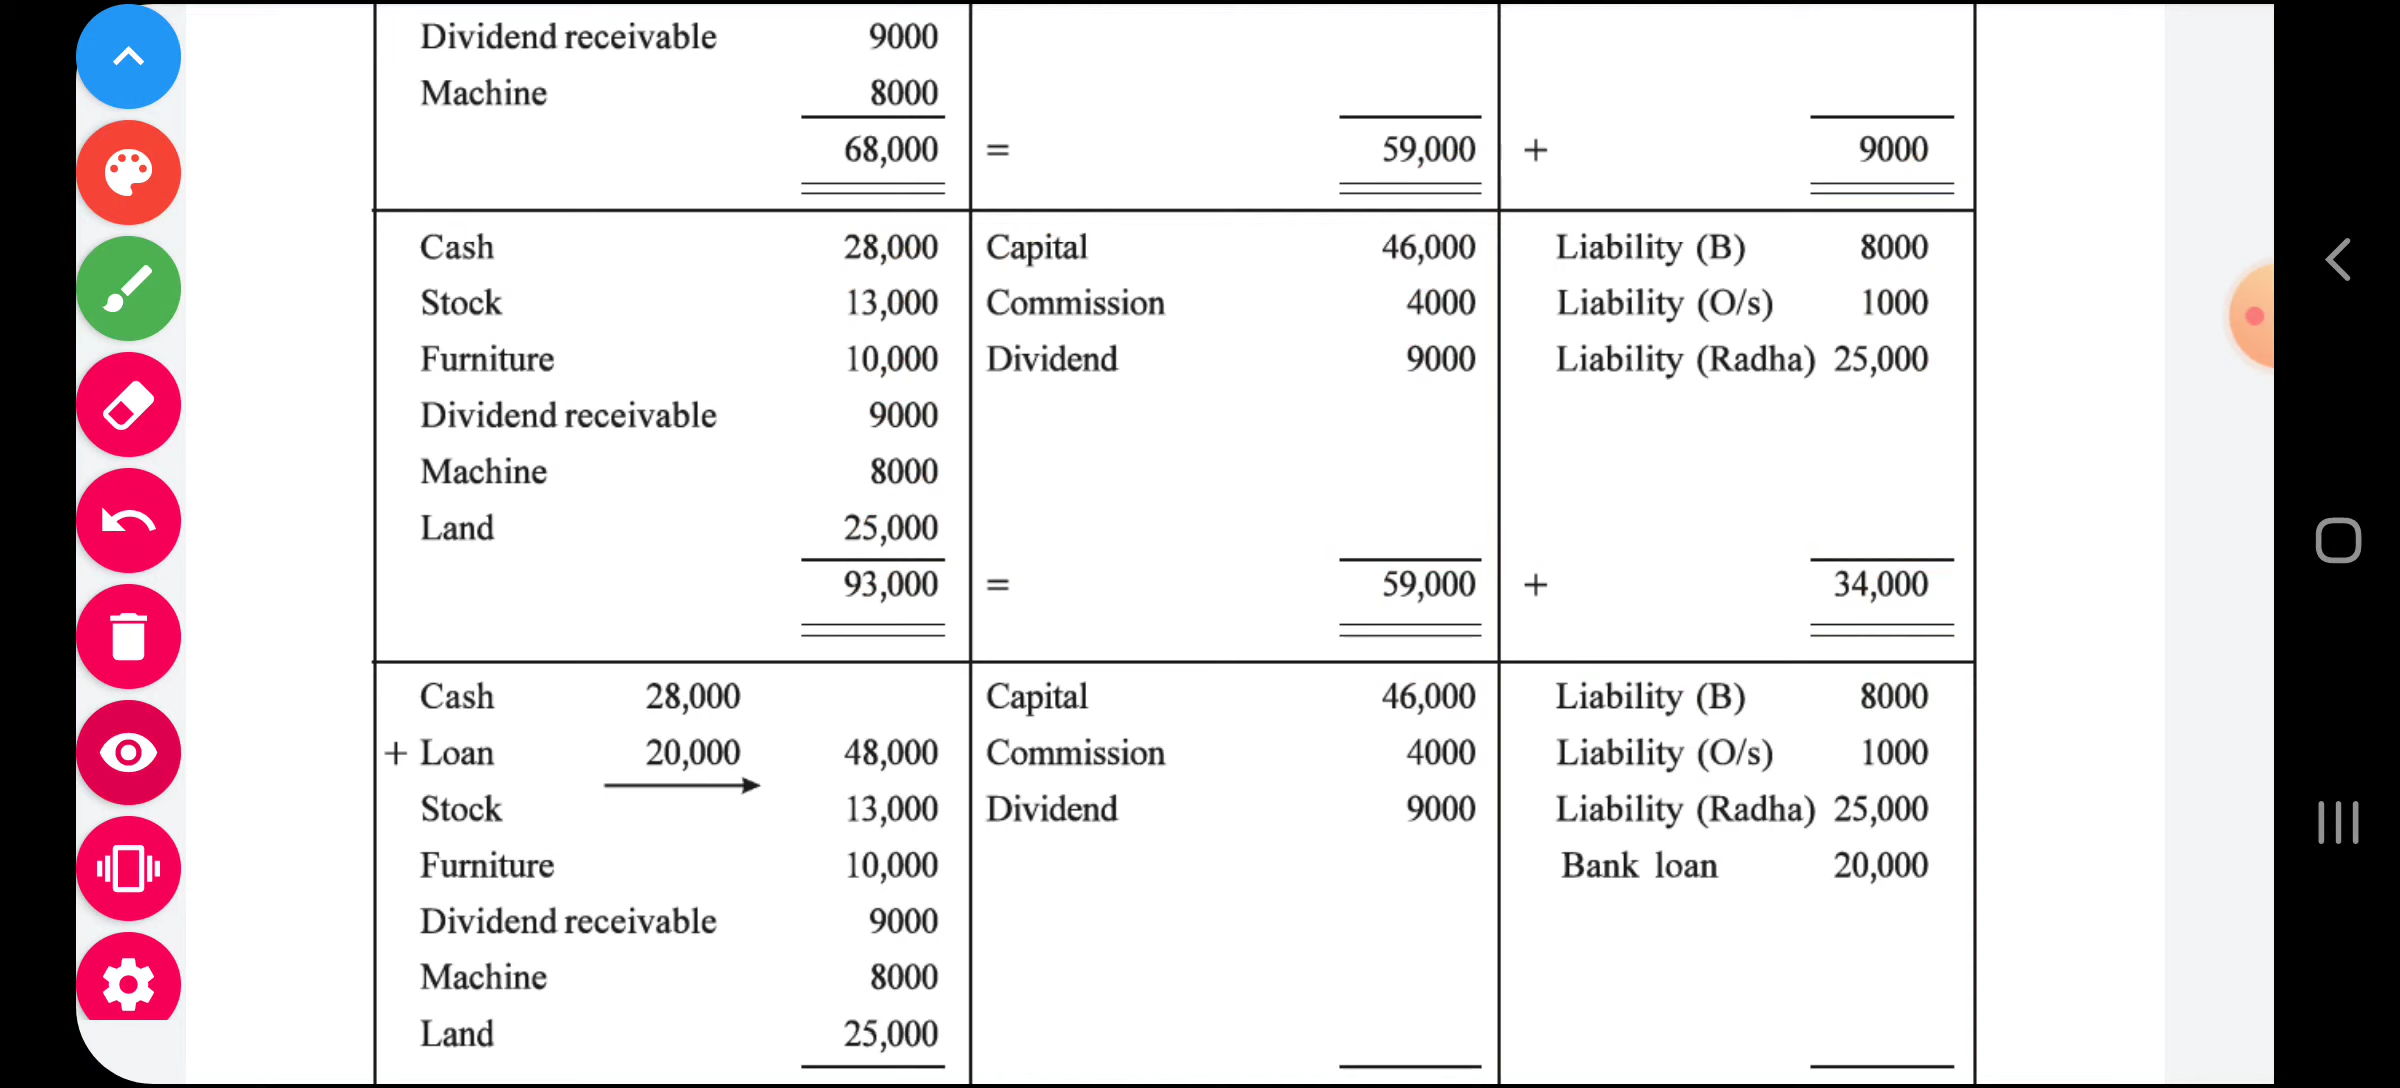 Dividend receivable 9000
Machine 8000
68,000 = 59,000 + 9000
Cash 28,000 Capital 46,000 Liability (B) 8000
Stock 13,000 Commission 4000 Liability (O/s) 1000
Furniture 10,000 Dividend 9000 Liability (Radha) 25,000
Dividend receivable 9000
Machine 8000
Land 25,000
93,000 = 59,000 + 34,000
Cash 28,000 Capital 46,000 Liability (B) 8000
+ Loan 20,000 48,000 Commission 4000 Liability (O/s) 1000
Stock 13,000 Dividend 9000 Liability (Radha) 25,000
Furniture 10,000 Bank loan 20,000
Dividend receivable 9000
Machine 8000
Land 25,000